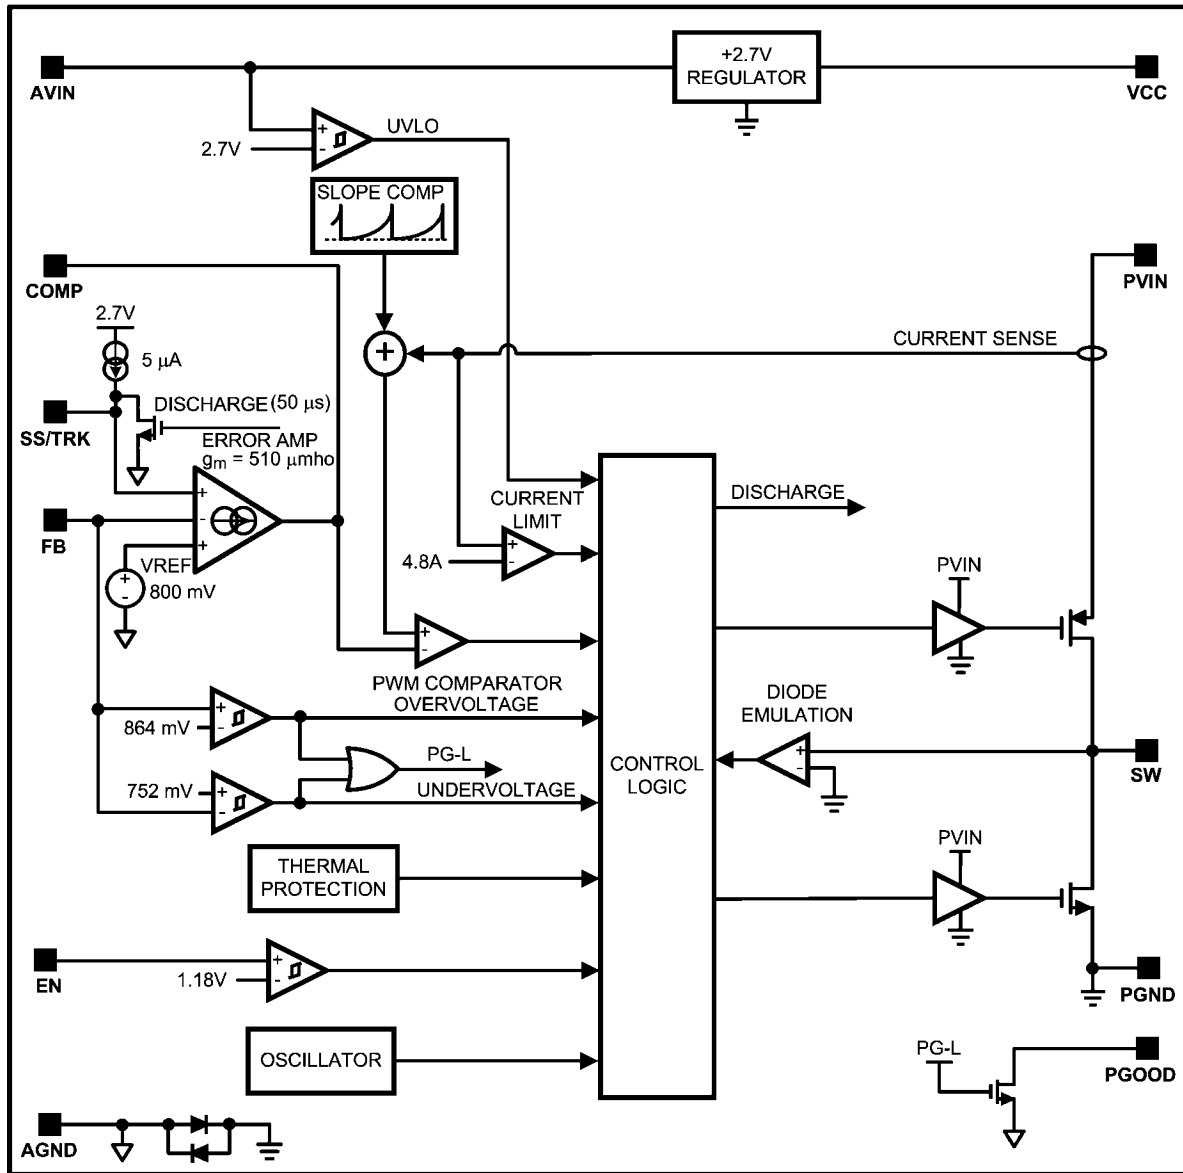 +2.7V
REGULATOR
AVIN
VCC
UVLO
+
-
2.7V
SLOPE COMP
COMP
PVIN
2.7V
5 μA
+
CURRENT SENSE
DISCHARGE (50 μs)
SS/TRK
ERROR AMP
gm = 510 μmho
FB
+
-
+
VREF
800 mV
+
-
CURRENT
LIMIT
4.8A
+
-
DISCHARGE
PVIN
+
-
PWM COMPARATOR
OVERVOLTAGE
864 mV
+
-
PG-L
752 mV
+
-
UNDERVOLTAGE
CONTROL
LOGIC
DIODE
EMULATION
+
-
SW
THERMAL
PROTECTION
PVIN
EN
1.18V
+
-
PGND
OSCILLATOR
PG-L
PGOOD
AGND